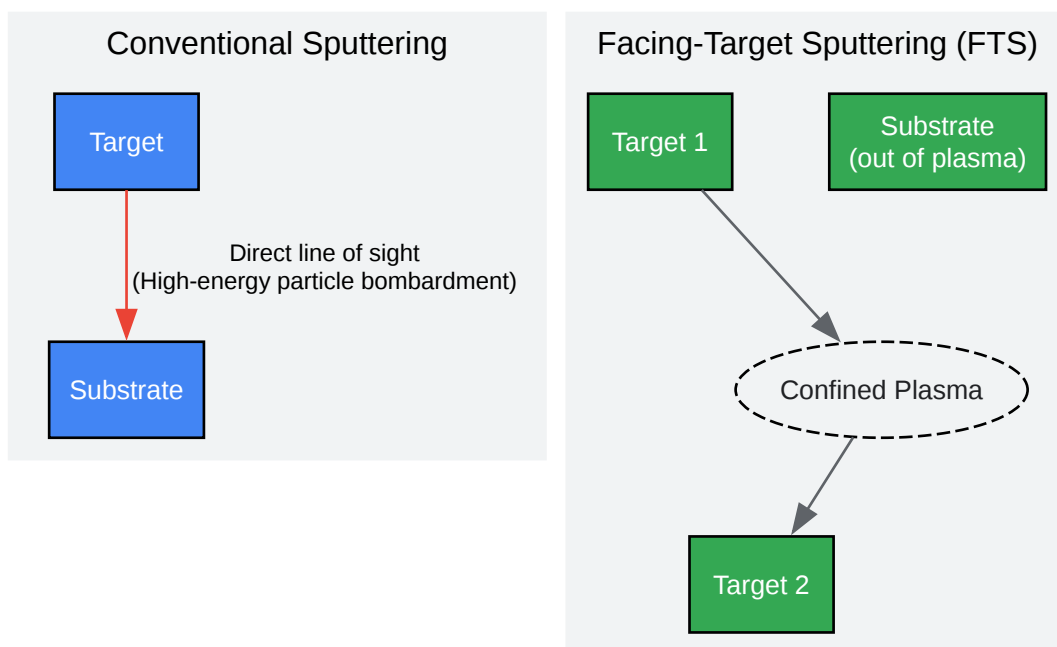 Conventional Sputtering
Target
Direct line of sight
(High-energy particle bombardment)
Substrate
Facing-Target Sputtering (FTS)
Target 1
Substrate
(out of plasma)
Confined Plasma
Target 2